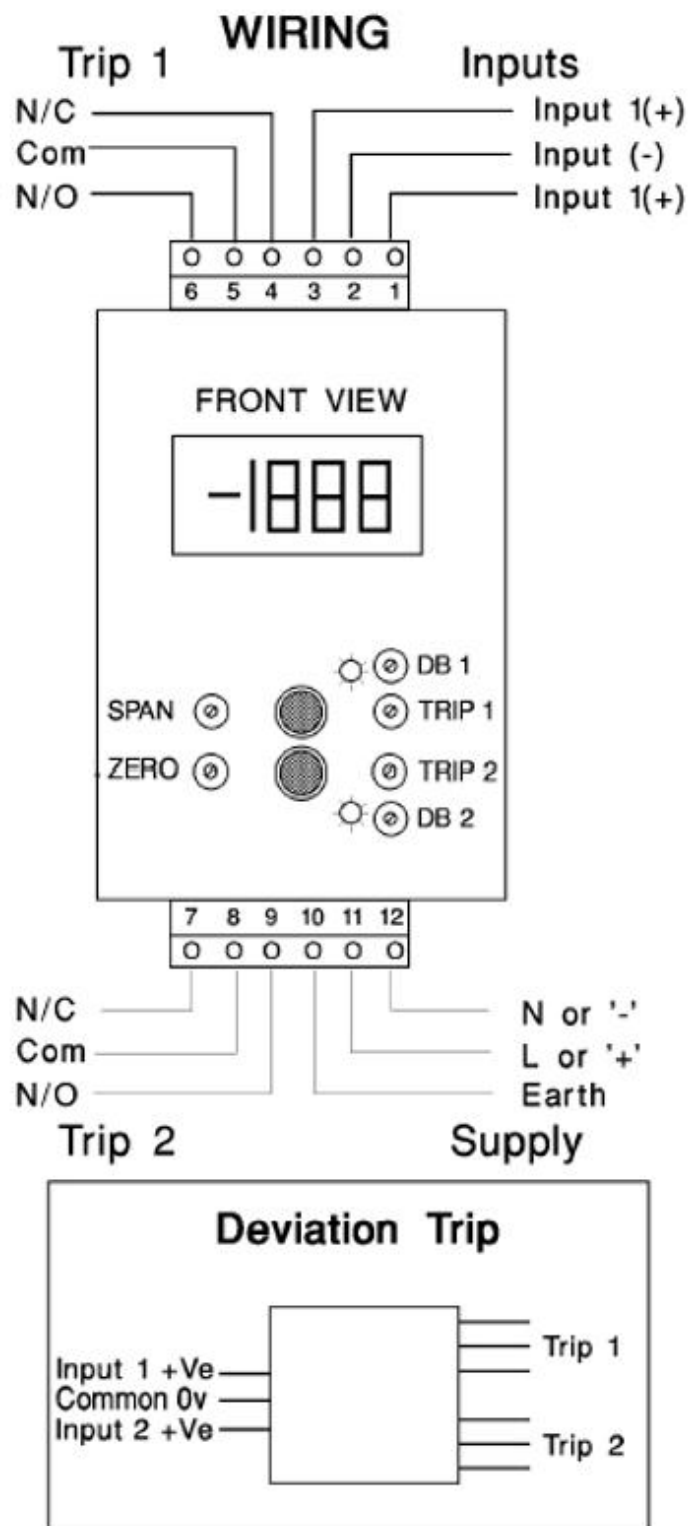 WIRING
Trip 1 Inputs
N/C Input 1(+)
Com Input (-)
N/O Input 1(+)
6 5 4 3 2 1
FRONT VIEW
-1888
DB 1
SPAN TRIP 1
ZERO TRIP 2
DB 2
7 8 9 10 11 12
N/C N or '-'
Com L or '+'
N/O Earth
Trip 2 Supply
Deviation Trip
Input 1 +Ve Trip 1
Common 0v
Input 2 +Ve Trip 2